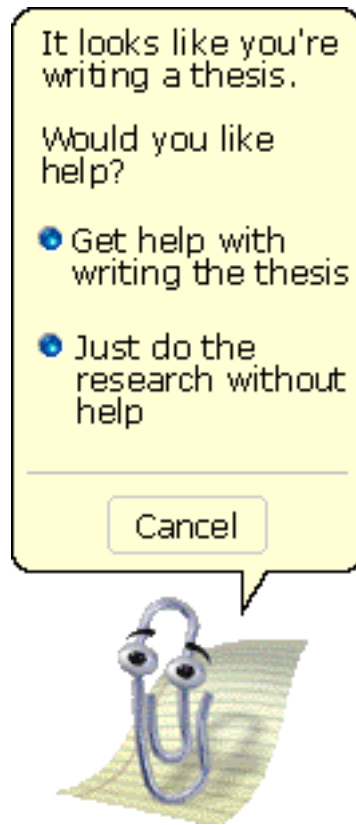 It looks like you're
writing a thesis.
Would you like
help?
Get help with
writing the thesis
Just do the
research without
help
Cancel